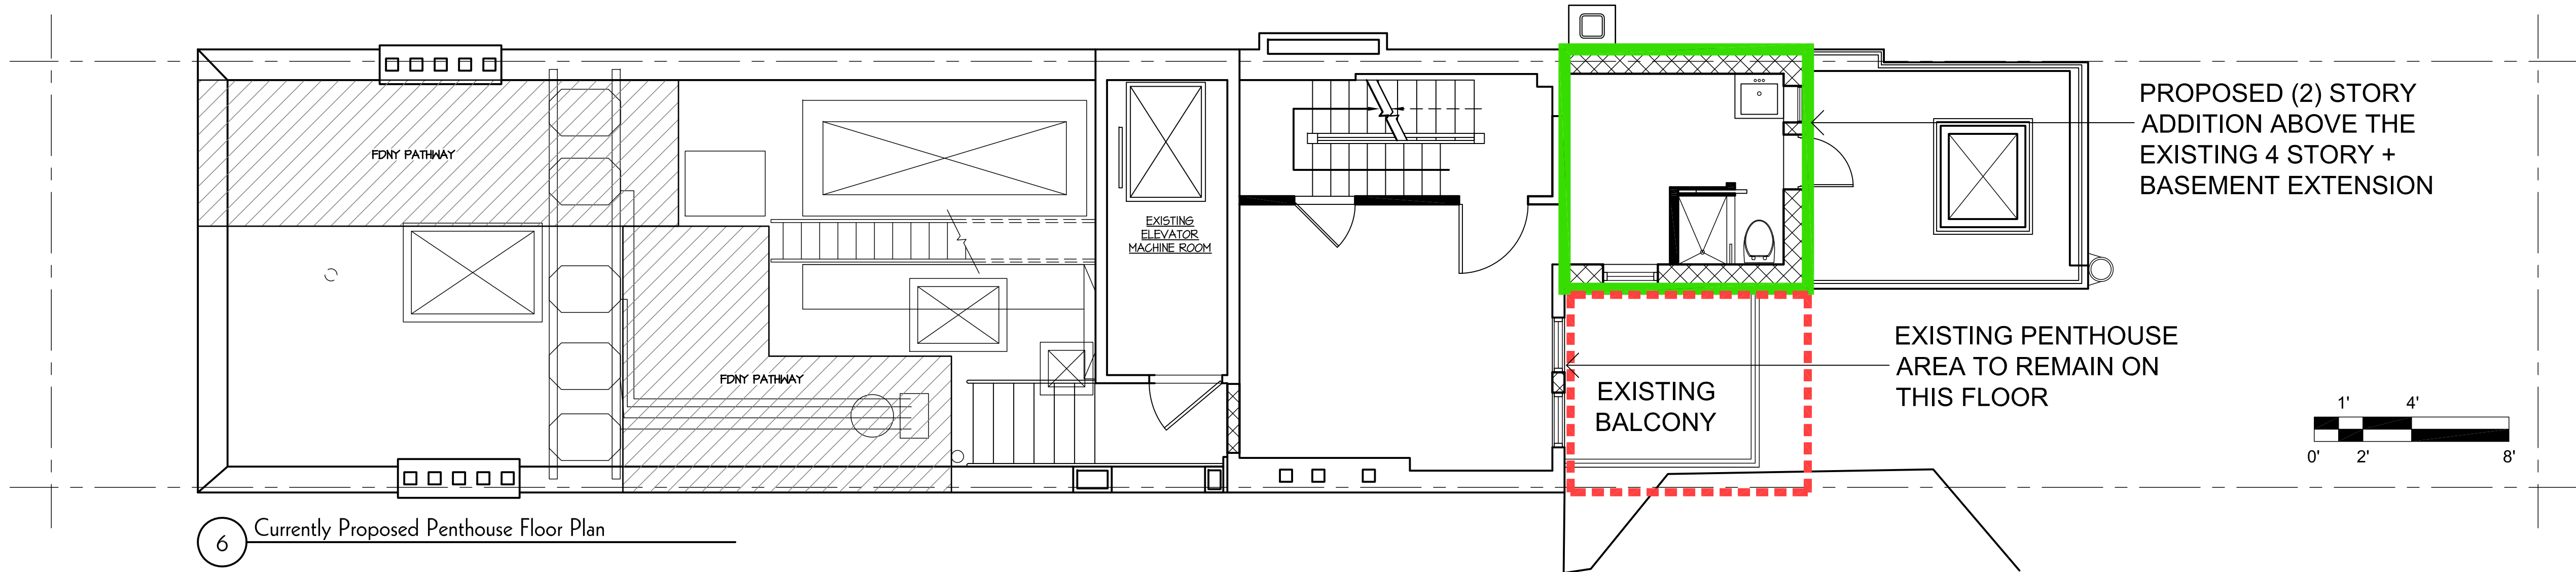 PROPOSED (2) STORY
ADDITION ABOVE THE
EXISTING 4 STORY +
BASEMENT EXTENSION
FDNY PATHWAY
EXISTING
ELEVATOR
MACHINE ROOM
EXISTING PENTHOUSE
AREA TO REMAIN ON
THIS FLOOR
FDNY PATHWAY
EXISTING
BALCONY
1' 4'
0' 2' 8'
6 Currently Proposed Penthouse Floor Plan